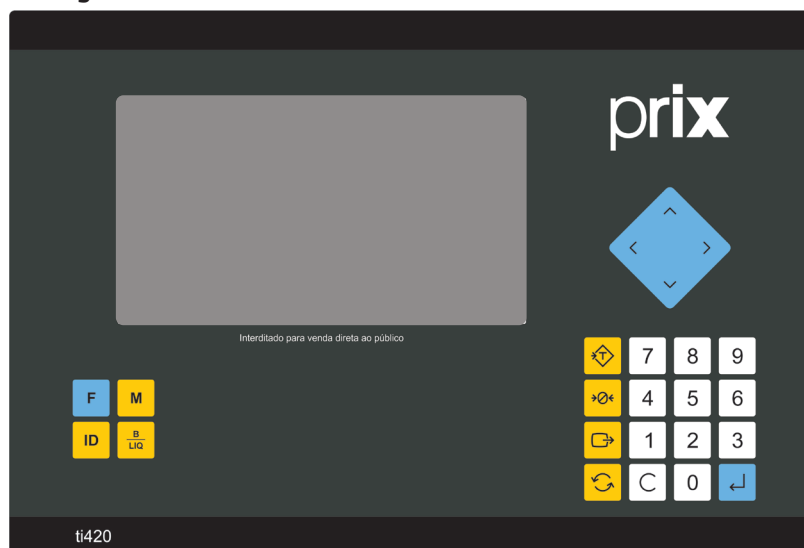 prix
Interditado para venda direta ao público
T 7 8 9
F M
0 4 5 6
ID B
LIQ
1 2 3
C 0
ti420